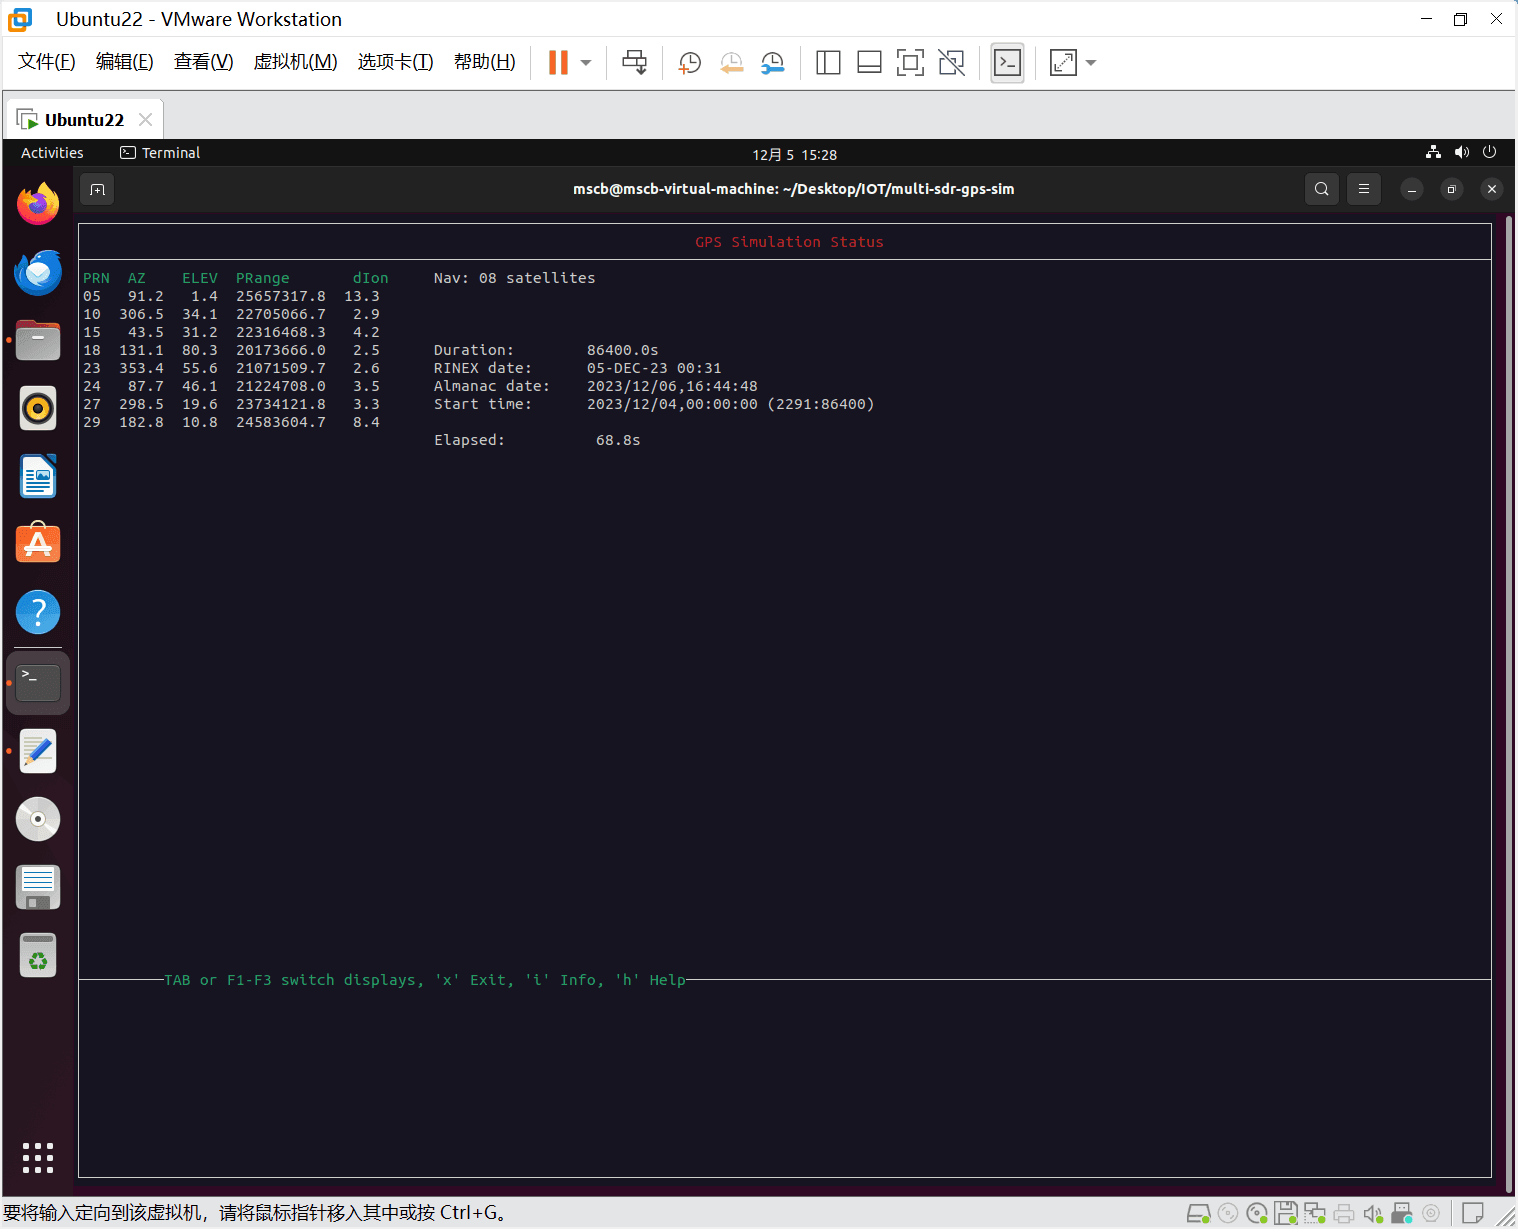 Ubuntu22 - VMware Workstation
文件(F) 编辑(E) 查看(V) 虚拟机(M) 选项卡(T) 帮助(H)
Ubuntu22
Activities Terminal 12月 5 15:28
mscb@mscb-virtual-machine: ~/Desktop/IOT/multi-sdr-gps-sim
GPS Simulation Status
PRN AZ ELEV PRange dIon Nav: 08 satellites
05 91.2 1.4 25657317.8 13.3
10 306.5 34.1 22705066.7 2.9
15 43.5 31.2 22316468.3 4.2
18 131.1 80.3 20173666.0 2.5 Duration: 86400.0s
23 353.4 55.6 21071509.7 2.6 RINEX date: 05-DEC-23 00:31
24 87.7 46.1 21224708.0 3.5 Almanac date: 2023/12/06,16:44:48
27 298.5 19.6 23734121.8 3.3 Start time: 2023/12/04,00:00:00 (2291:86400)
29 182.8 10.8 24583604.7 8.4
Elapsed: 68.8s
TAB or F1-F3 switch displays, 'x' Exit, 'i' Info, 'h' Help
要将输入定向到该虚拟机，请将鼠标指针移入其中或按 Ctrl+G。